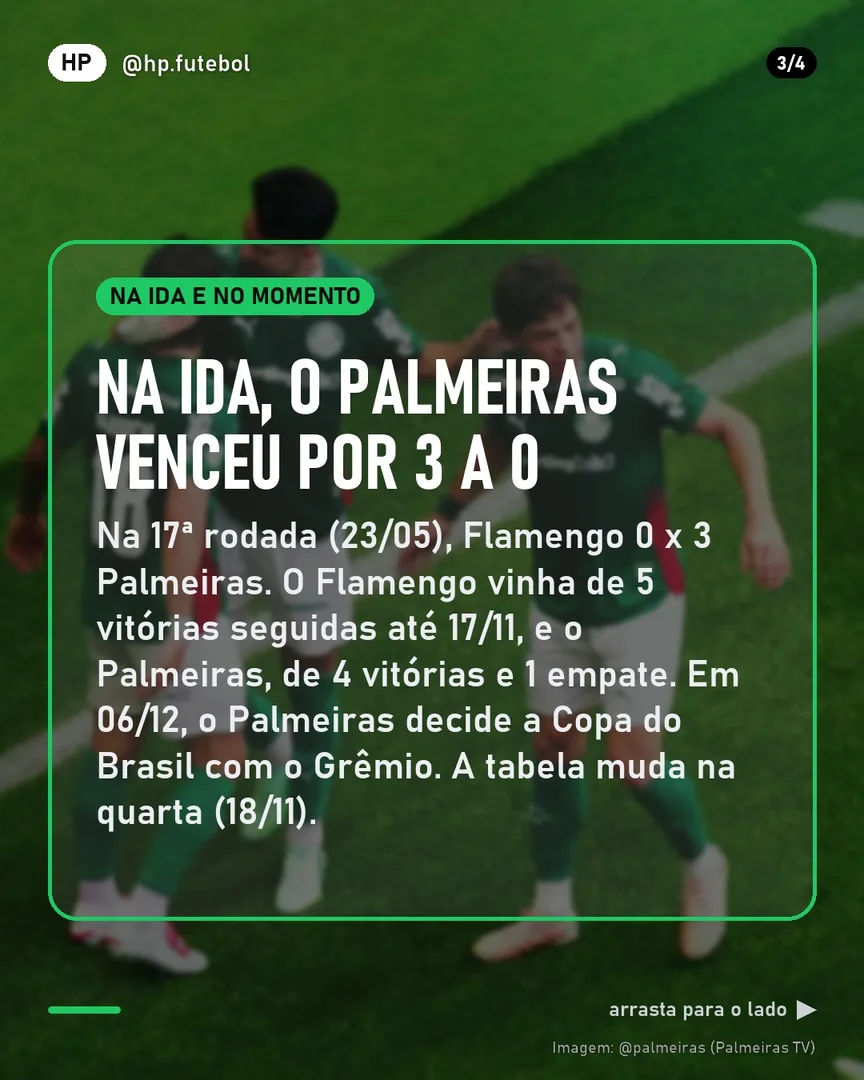 HP @hp.futebol
3/4
NA IDA E NO MOMENTO
NA IDA, O PALMEIRAS
VENCEU POR 3 A 0
Na 17ª rodada (23/05), Flamengo 0 x 3
Palmeiras. O Flamengo vinha de 5
vitórias seguidas até 17/11, e o
Palmeiras, de 4 vitórias e 1 empate. Em
06/12, o Palmeiras decide a Copa do
Brasil com o Grêmio. A tabela muda na
quarta (18/11).
arrasta para o lado ▶
Imagem: @palmeiras (Palmeiras TV)